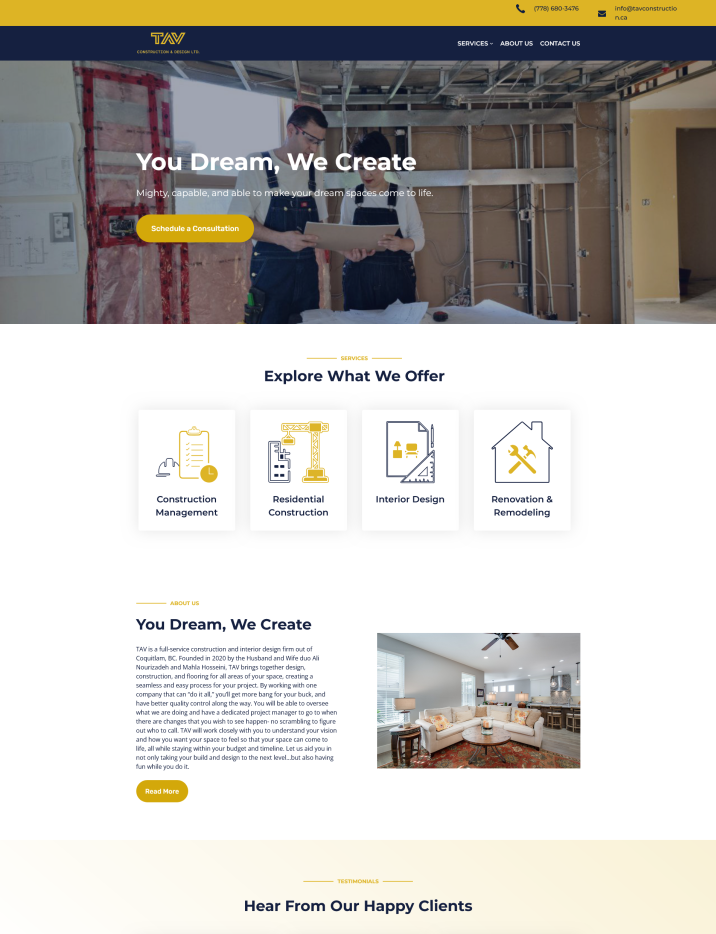 (778) 680-3476
info@tavconstructio
n.ca
TAV
CONSTRUCTION & DESIGN LTD.
SERVICES
ABOUT US
CONTACT US
You Dream, We Create
Mighty, capable, and able to make your dream spaces come to life.
Schedule a Consultation
SERVICES
Explore What We Offer
Construction
Management
Residential
Construction
Interior Design
Renovation &
Remodeling
ABOUT US
You Dream, We Create
TAV is a full-service construction and interior design firm out of
Coquitlam, BC. Founded in 2020 by the Husband and Wife duo Ali
Nourizadeh and Mahla Hosseini, TAV brings together design,
construction, and flooring for all areas of your space, creating a
seamless and easy process for your project. By working with one
company that can "do it all," you'll get more bang for your buck, and
have better quality control along the way. You will be able to oversee
what we are doing and have a dedicated project manager to go to when
there are changes that you wish to see happen- no scrambling to figure
out who to call. TAV will work closely with you to understand your vision
and how you want your space to feel so that your space can come to
life, all while staying within your budget and timeline. Let us aid you in
not only taking your build and design to the next level...but also having
fun while you do it.
Read More
TESTIMONIALS
Hear From Our Happy Clients